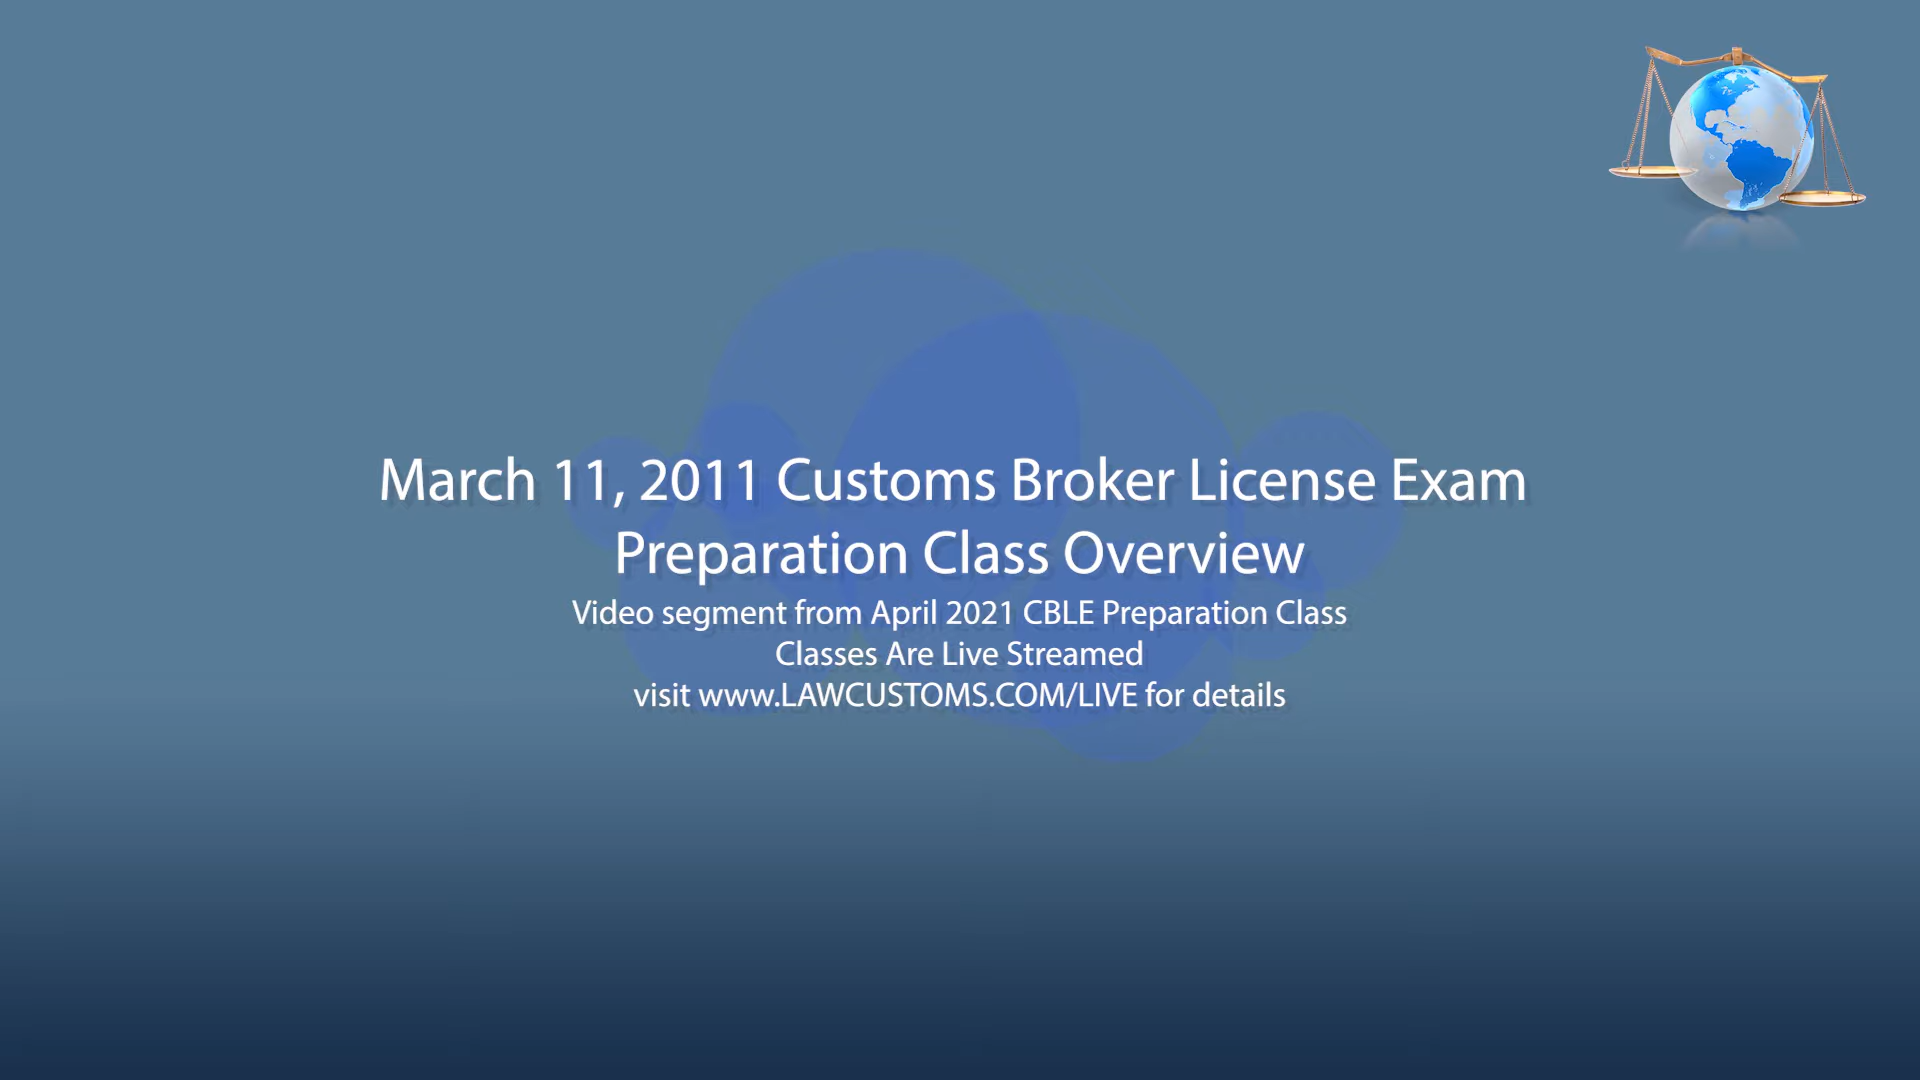 March 11, 2011 Customs Broker License Exam
Preparation Class Overview
Video segment from April 2021 CBLE Preparation Class
Classes Are Live Streamed
visit www.LAWCUSTOMS.COM/LIVE for details